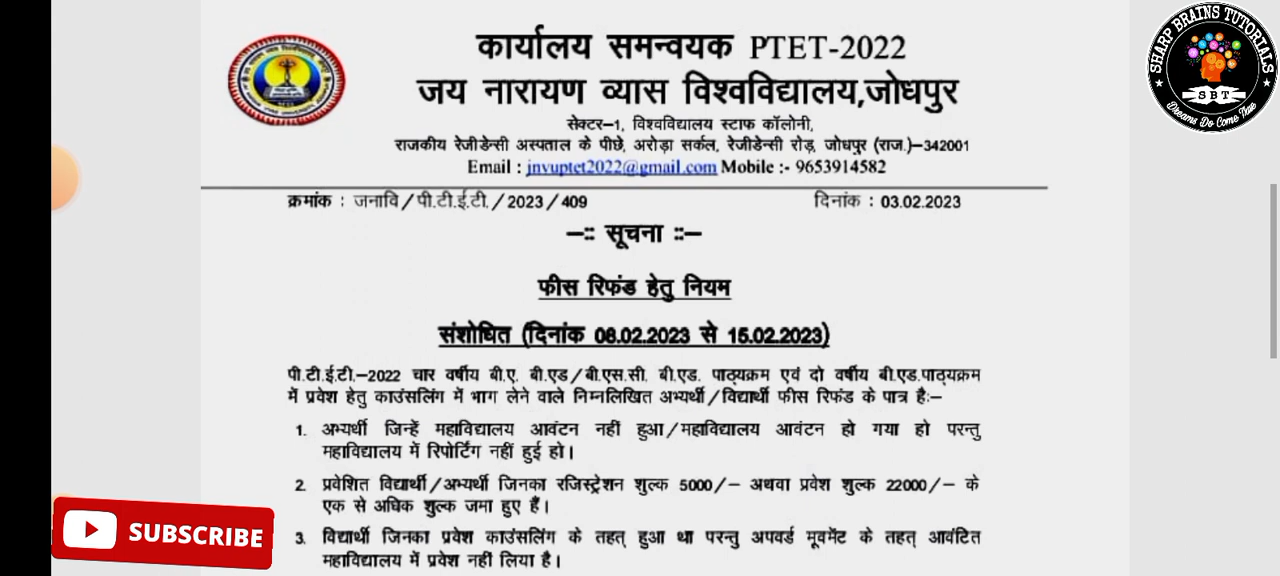 कार्यालय समन्वयक PTET-2022
जय नारायण व्यास विश्वविद्यालय,जोधपुर
सेक्टर–1, विश्वविद्यालय स्टाफ कॉलोनी,
राजकीय रेजीडेन्सी अस्पताल के पीछे, अरोड़ा सर्कल, रेजीडेन्सी रोड़, जोधपुर (राज.)–342001
Email : jnvuptet2022@gmail.com Mobile :- 9653914582
क्रमांक : जनावि/पी.टी.ई.टी./2023/409
दिनांक : 03.02.2023
–:: सूचना ::–
फीस रिफंड हेतु नियम
संशोधित (दिनांक 08.02.2023 से 15.02.2023)
पी.टी.ई.टी.–2022 चार वर्षीय बी.ए. बी.एड/बी.एस.सी. बी.एड. पाठ्यक्रम एवं दो वर्षीय बी.एड.पाठ्यक्रम
में प्रवेश हेतु काउंसलिंग में भाग लेने वाले निम्नलिखित अभ्यर्थी/विद्यार्थी फीस रिफंड के पात्र हैः–
1. अभ्यर्थी जिन्हें महाविद्यालय आवंटन नहीं हुआ/महाविद्यालय आवंटन हो गया हो परन्तु
महाविद्यालय में रिपोर्टिंग नहीं हुई हो।
2. प्रवेशित विद्यार्थी/अभ्यर्थी जिनका रजिस्ट्रेशन शुल्क 5000/– अथवा प्रवेश शुल्क 22000/– के
एक से अधिक शुल्क जमा हुए हैं।
3. विद्यार्थी जिनका प्रवेश काउंसलिंग के तहत् हुआ था परन्तु अपवर्ड मूवमेंट के तहत् आवंटित
महाविद्यालय में प्रवेश नहीं लिया है।
SHARP BRAINS TUTORIALS
SBT
Dreams Do Come True
SUBSCRIBE